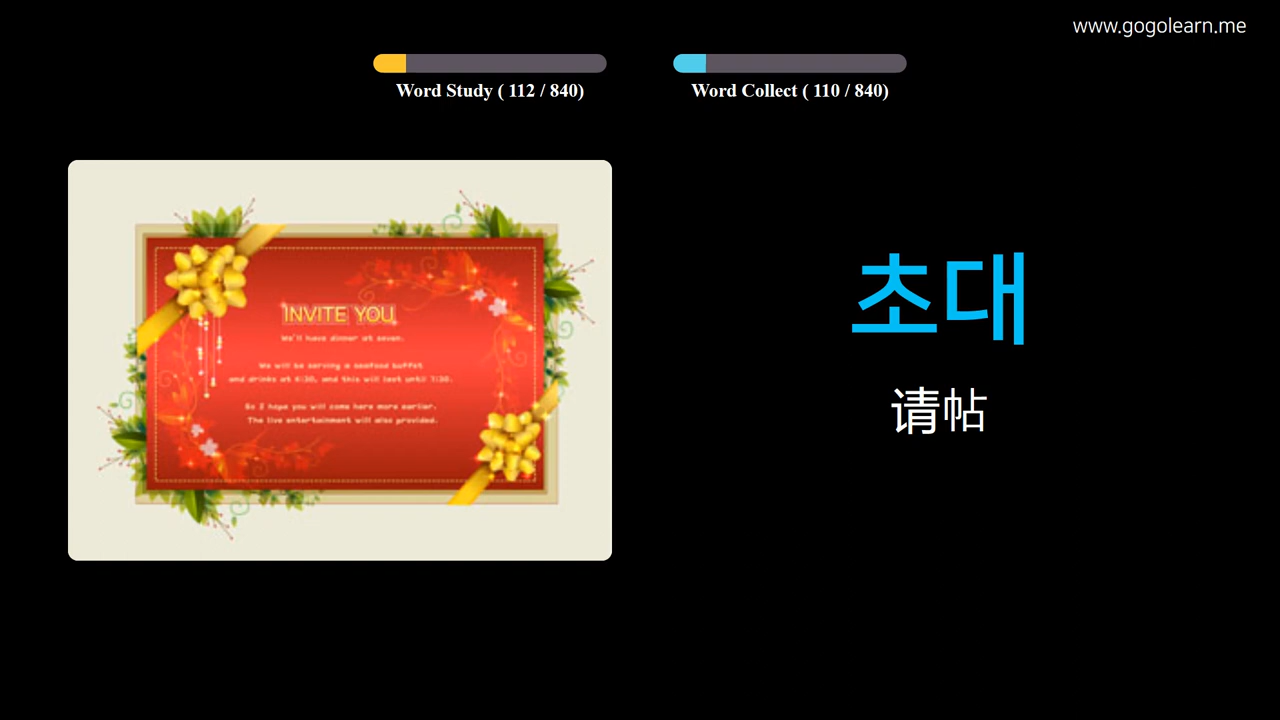 www.gogolearn.me
Word Study ( 112 / 840)
Word Collect ( 110 / 840)
INVITE YOU
We'll have dinner at seven.
We will be serving a seafood buffet
and drinks at 6:30, and this will last until 7:30.
So I hope you will come here more earlier.
The live entertainment will also provided.
초대
请帖